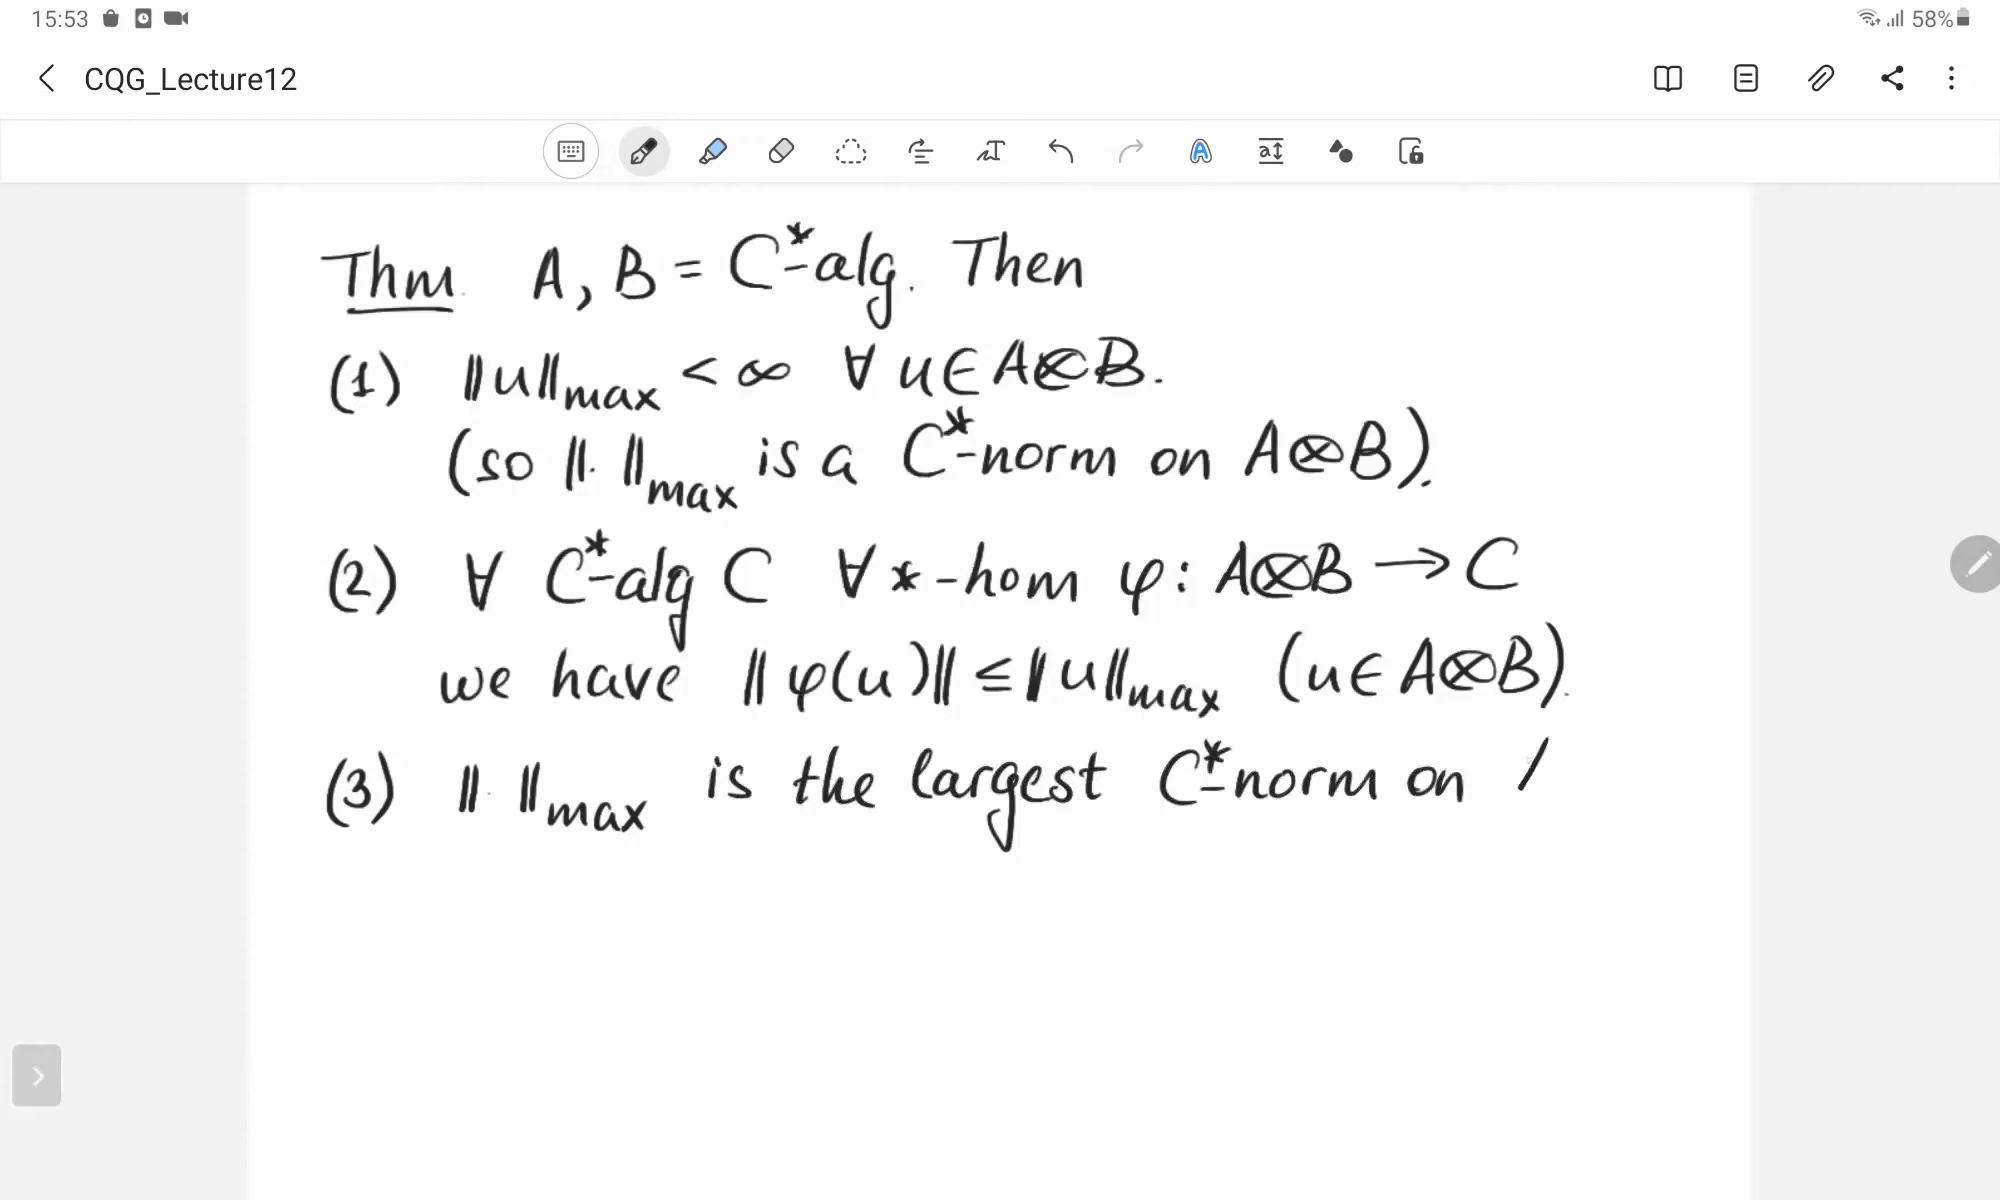 15:53 58%
CQG_Lecture12
Thm. A, B = C*-alg. Then
(1) ‖u‖max < ∞ ∀ u ∈ A⊗B.
(so ‖·‖max is a C*-norm on A⊗B).
(2) ∀ C*-alg C ∀ *-hom φ: A⊗B → C
we have ‖φ(u)‖ ≤ ‖u‖max (u ∈ A⊗B).
(3) ‖·‖max is the largest C*-norm on